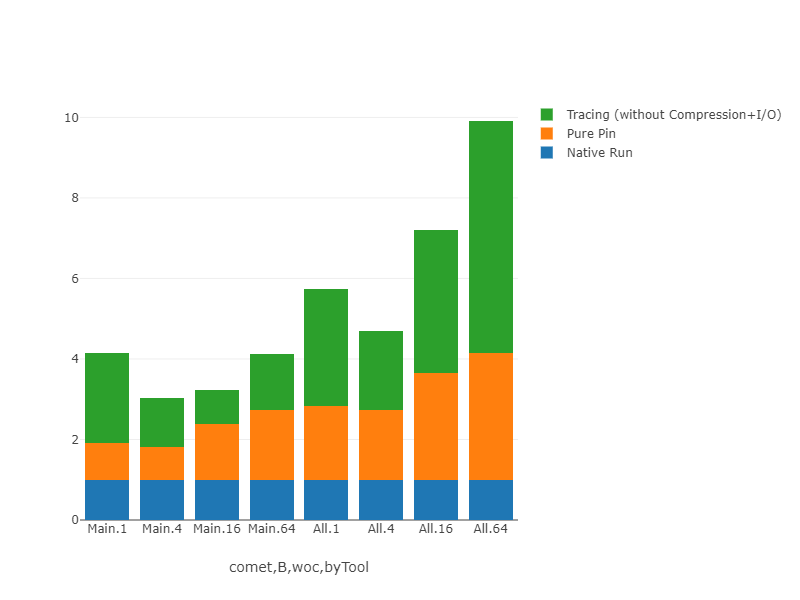 Tracing (without Compression+I/O)
Pure Pin
Native Run
10
8
6
4
2
0
Main.1 Main.4 Main.16 Main.64 All.1 All.4 All.16 All.64
comet,B,woc,byTool